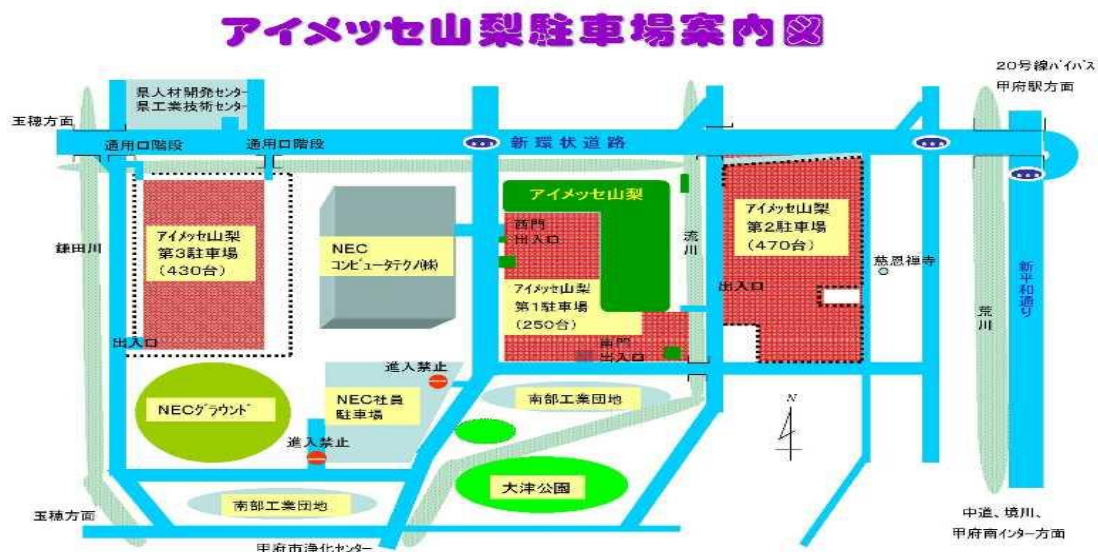 アイメッセ山梨駐車場案内図
20号線バイパス
甲府駅方面
県人材開発センター
県工業技術センター
玉穂方面
通用口階段
通用口階段
新環状道路
アイメッセ山梨
西門
出入口
アイメッセ山梨
第3駐車場
(430台)
NEC
コンピュータテクノ㈱
アイメッセ山梨
第2駐車場
(470台)
鎌田川
流川
慈恩禅寺
新平和通り
荒川
アイメッセ山梨
第1駐車場
(250台)
出入口
出入口
南門
出入口
進入禁止
NECグラウンド
NEC社員
駐車場
南部工業団地
N
進入禁止
大津公園
南部工業団地
玉穂方面
中道、境川、
甲府南インター方面
甲府市浄化センター